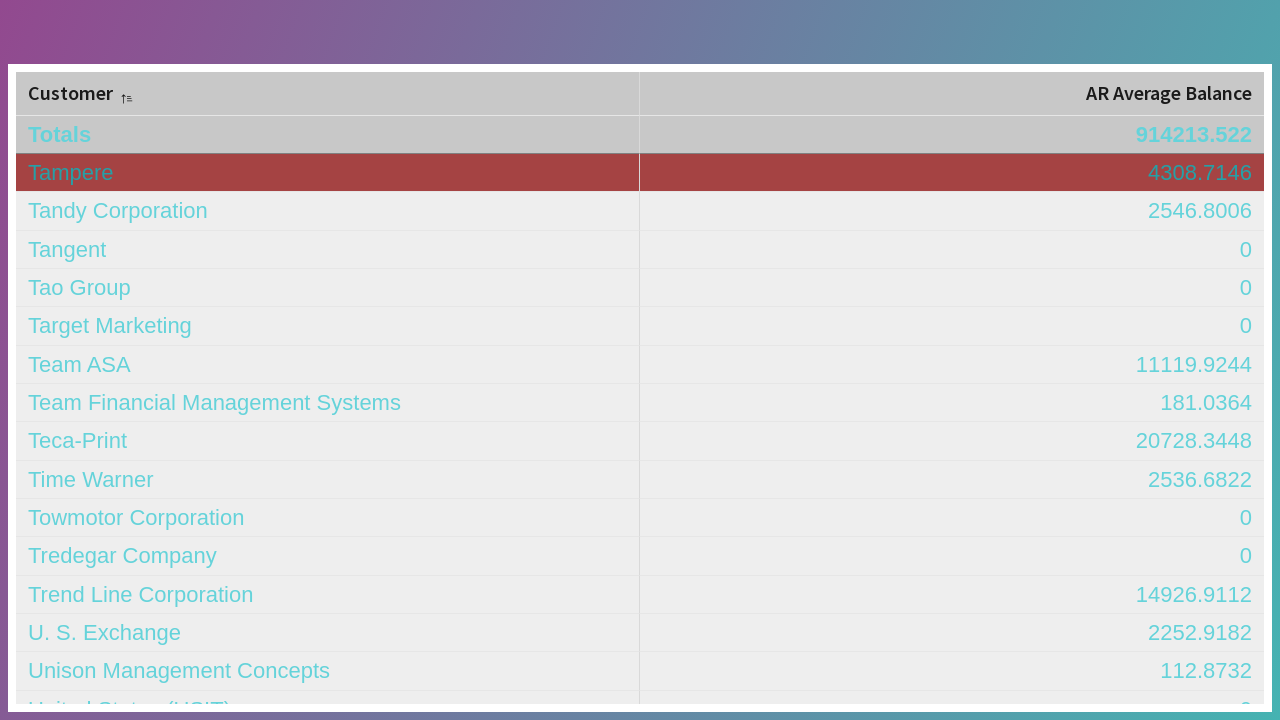 Customer AR Average Balance
Totals 914213.522
Tampere 4308.7146
Tandy Corporation 2546.8006
Tangent 0
Tao Group 0
Target Marketing 0
Team ASA 11119.9244
Team Financial Management Systems 181.0364
Teca-Print 20728.3448
Time Warner 2536.6822
Towmotor Corporation 0
Tredegar Company 0
Trend Line Corporation 14926.9112
U. S. Exchange 2252.9182
Unison Management Concepts 112.8732